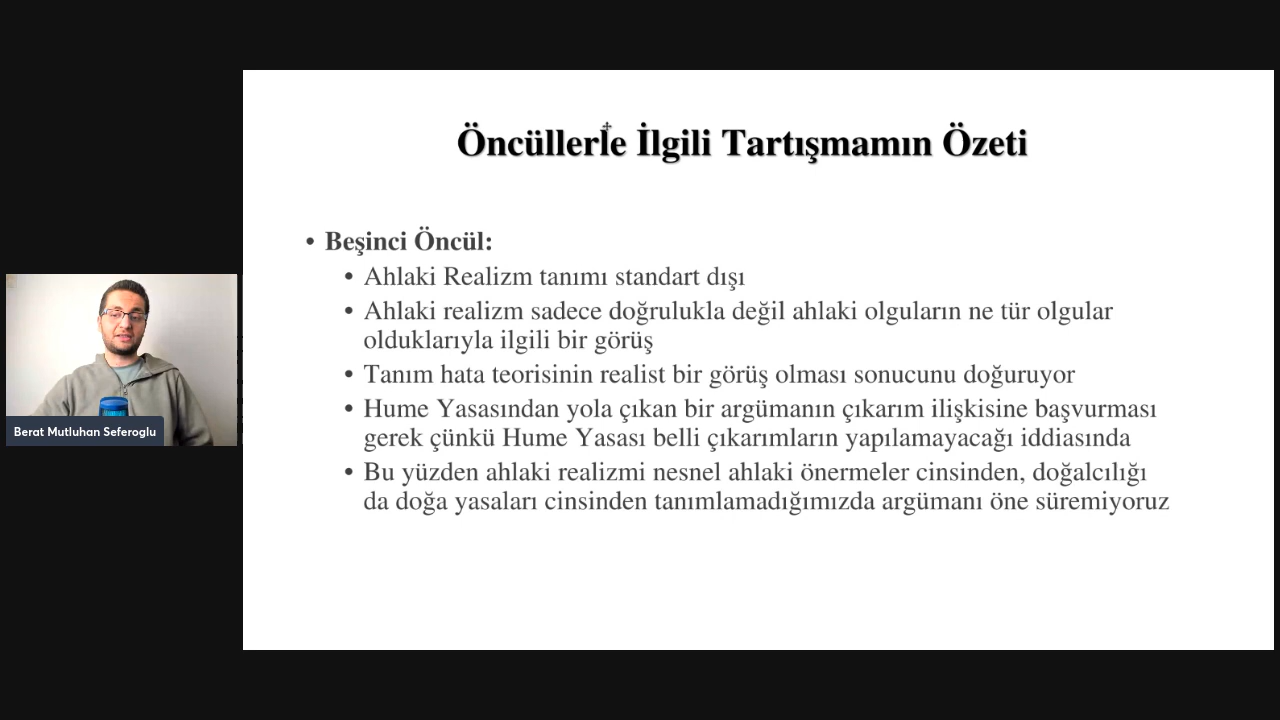 Öncüllerle İlgili Tartışmamın Özeti
• Beşinci Öncül:
• Ahlaki Realizm tanımı standart dışı
• Ahlaki realizm sadece doğrulukla değil ahlaki olguların ne tür olgular
olduklarıyla ilgili bir görüş
• Tanım hata teorisinin realist bir görüş olması sonucunu doğuruyor
• Hume Yasasından yola çıkan bir argümanın çıkarım ilişkisine başvurması
gerek çünkü Hume Yasası belli çıkarımların yapılamayacağı iddiasında
• Bu yüzden ahlaki realizmi nesnel ahlaki önermeler cinsinden, doğalcılığı
da doğa yasaları cinsinden tanımlamadığımızda argümanı öne süremiyoruz
Berat Mutluhan Seferoglu